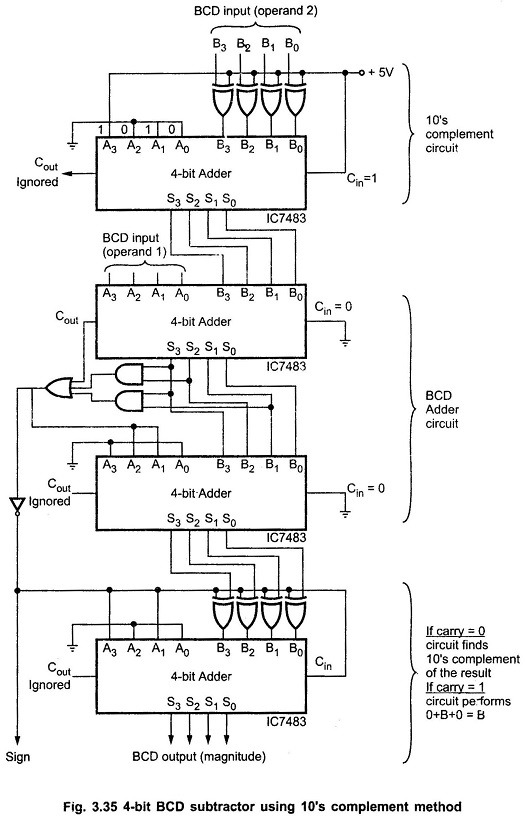 BCD input (operand 2)
B3 B2 B1 B0
+ 5V
1 0 1 0
A3 A2 A1 A0 B3 B2 B1 B0
Cout
Ignored
4-bit Adder
Cin=1
S3 S2 S1 S0
IC7483
10's
complement
circuit
BCD input
(operand 1)
A3 A2 A1 A0 B3 B2 B1 B0
Cout
4-bit Adder
Cin = 0
S3 S2 S1 S0
IC7483
BCD
Adder
circuit
A3 A2 A1 A0 B3 B2 B1 B0
Cout
Ignored
4-bit Adder
Cin = 0
S3 S2 S1 S0
IC7483
A3 A2 A1 A0 B3 B2 B1 B0
Cout
Ignored
4-bit Adder
Cin
S3 S2 S1 S0
IC7483
If carry = 0
circuit finds
10's complement
of the result
If carry = 1
circuit performs
0+B+0 = B
Sign
BCD output (magnitude)
Fig. 3.35 4-bit BCD subtractor using 10's complement method